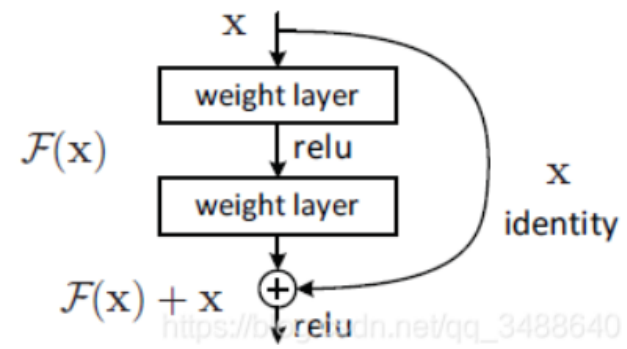 x
weight layer
F(x)
relu
x
weight layer
identity
F(x) + x
+
relu